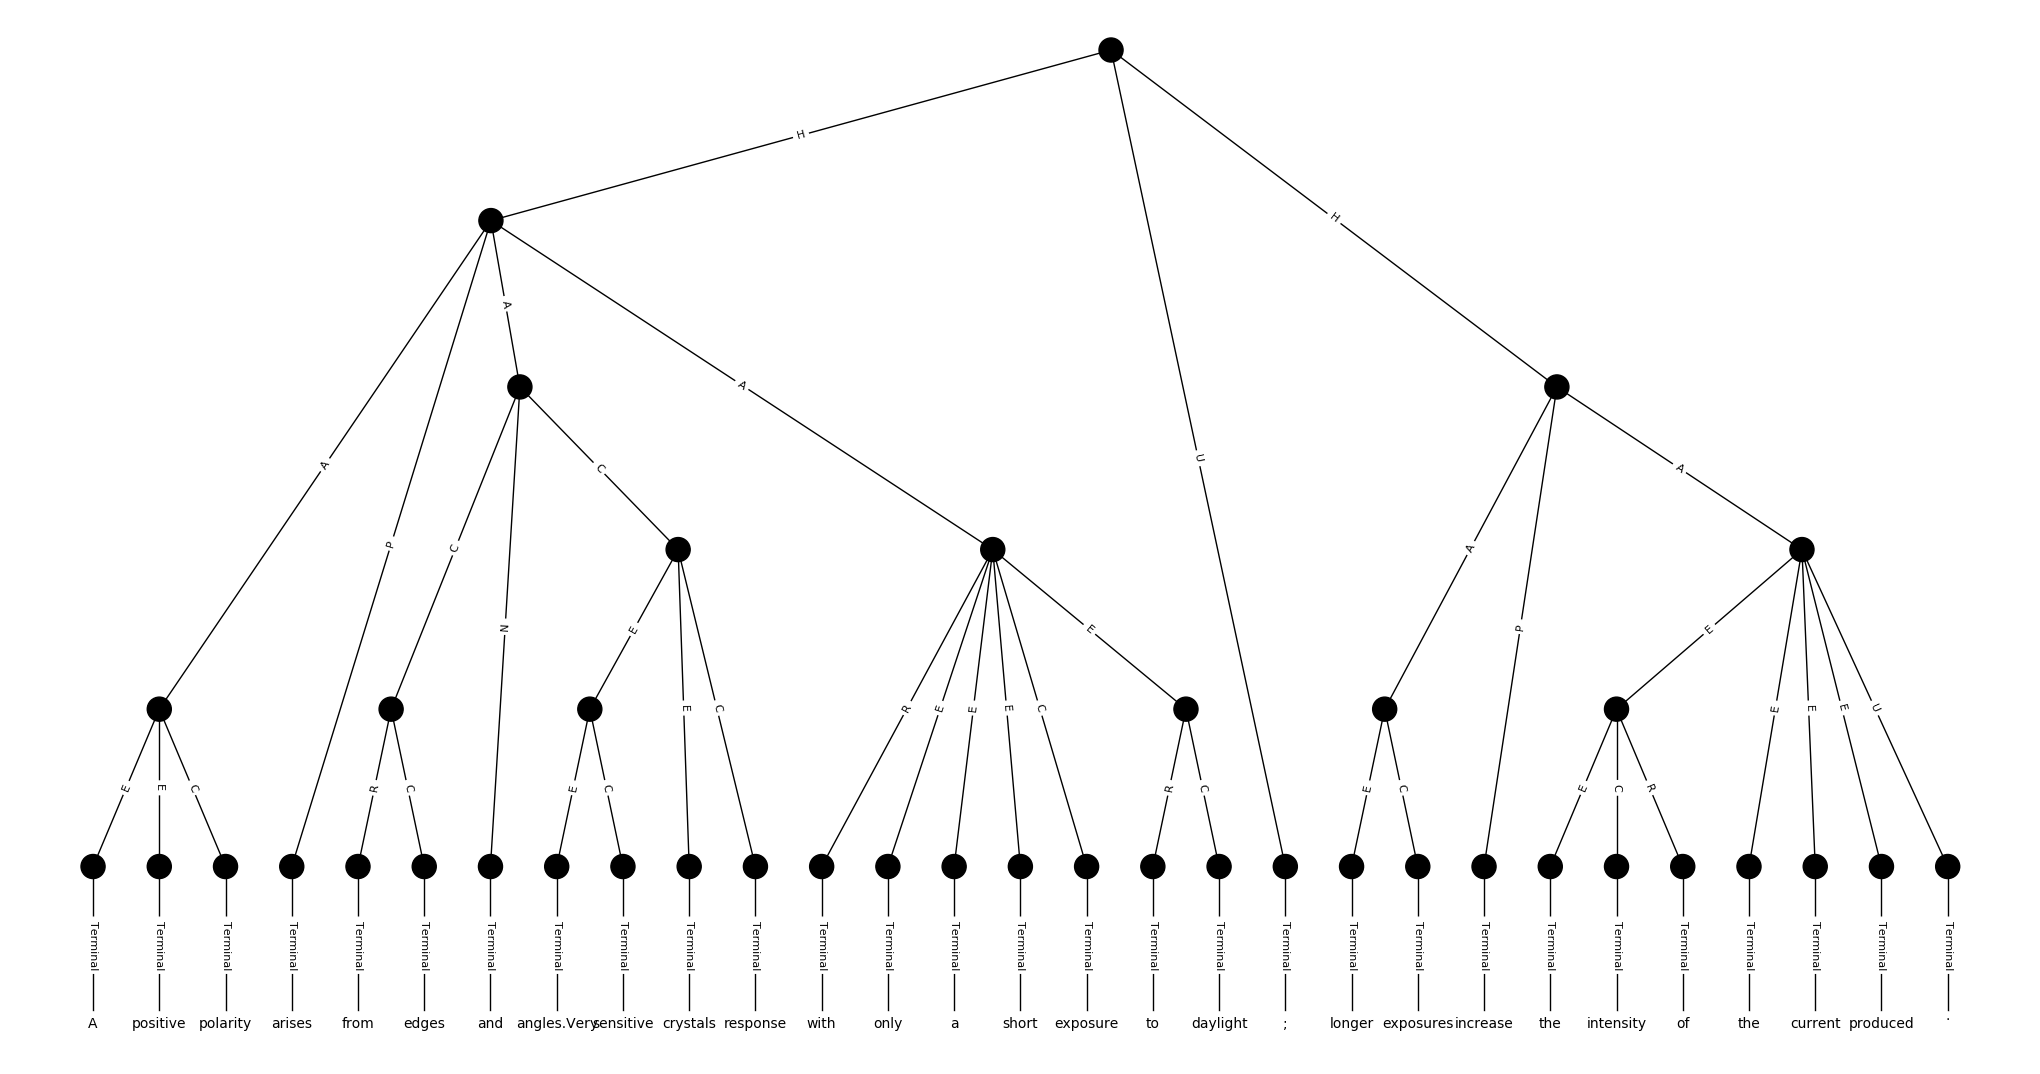 H
H
A
A
A
P
C
C
A
U
A
P
N
E
E
E
E
R
E
E
E
C
E
C
E
E
E
U
E
E
C
R
C
E
C
R
C
E
C
E
C
R
Terminal Terminal Terminal Terminal Terminal Terminal Terminal Terminal Terminal Terminal Terminal Terminal Terminal Terminal Terminal Terminal Terminal Terminal Terminal Terminal Terminal Terminal Terminal Terminal Terminal Terminal Terminal Terminal Terminal
A positive polarity arises from edges and angles.Very sensitive crystals response with only a short exposure to daylight ; longer exposures increase the intensity of the current produced .